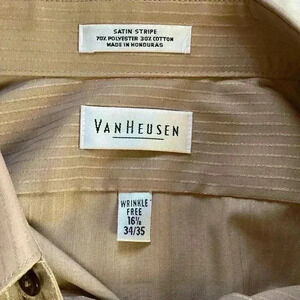 SATIN STRIPE
70% POLYESTER 30% COTTON
MADE IN HONDURAS
VAN HEUSEN
WRINKLE
FREE
16½
34/35